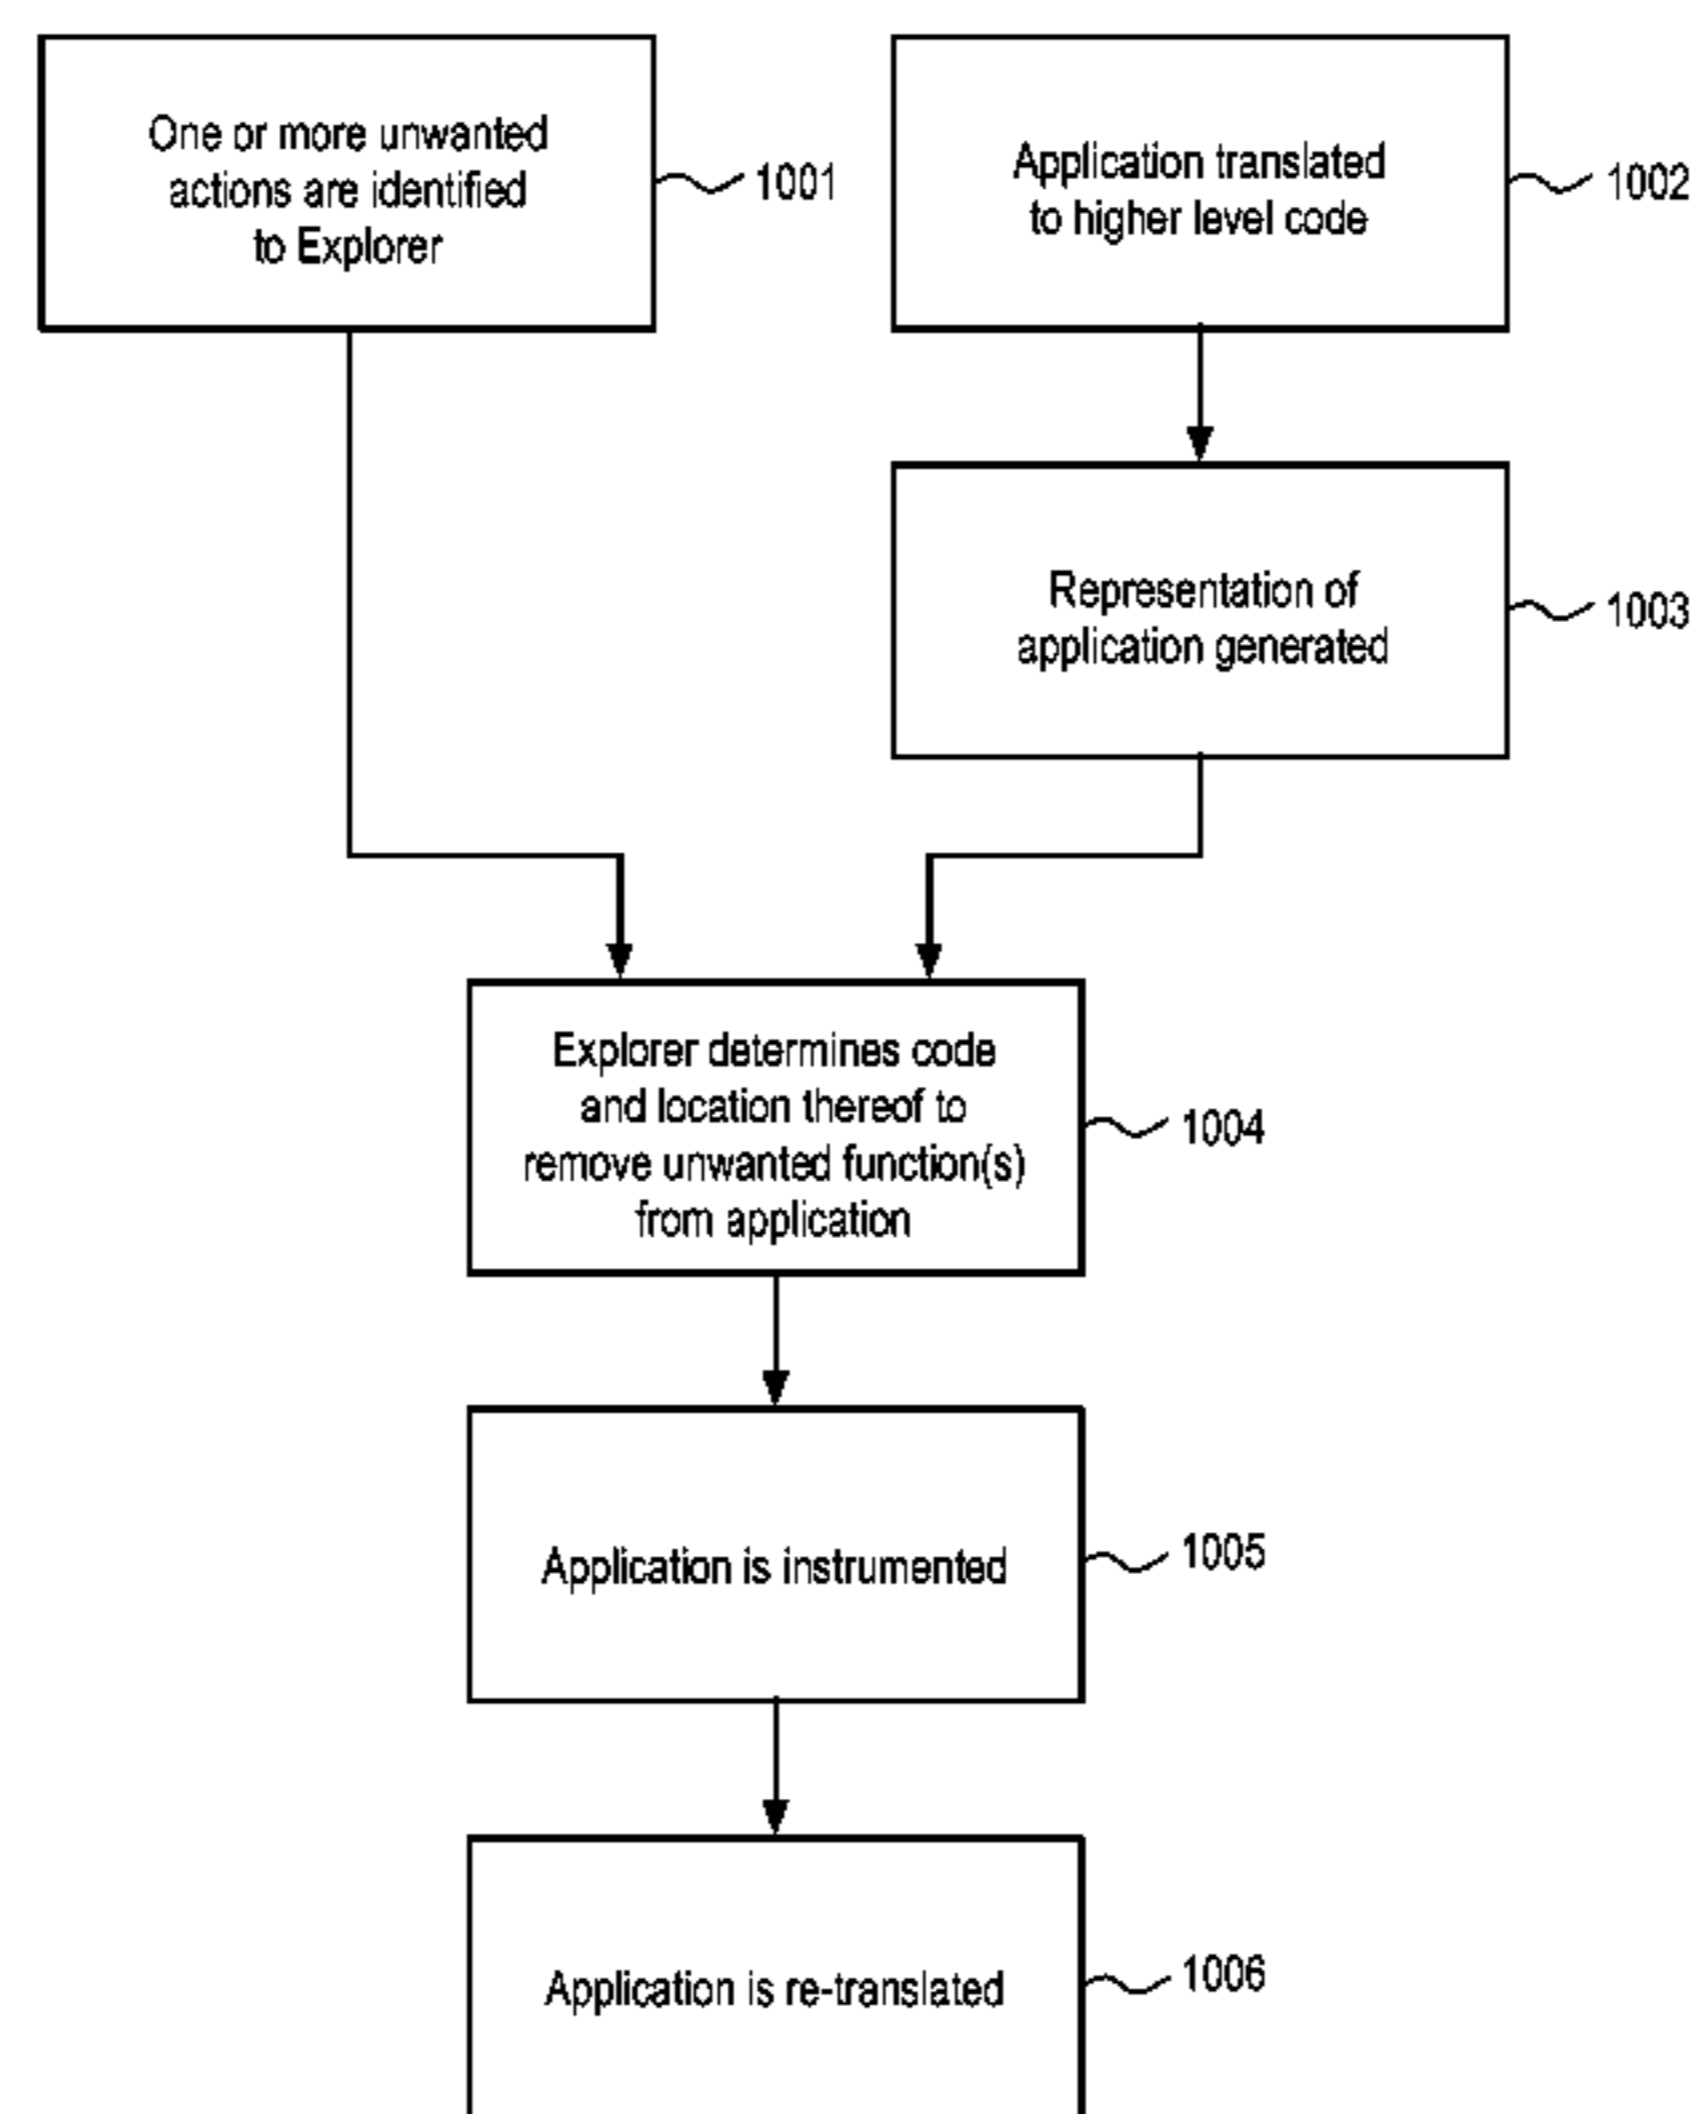 One or more unwanted
actions are identified
to Explorer
1001
Application translated
to higher level code
1002
Representation of
application generated
1003
Explorer determines code
and location thereof to
remove unwanted function(s)
from application
1004
Application is instrumented
1005
Application is re-translated
1006